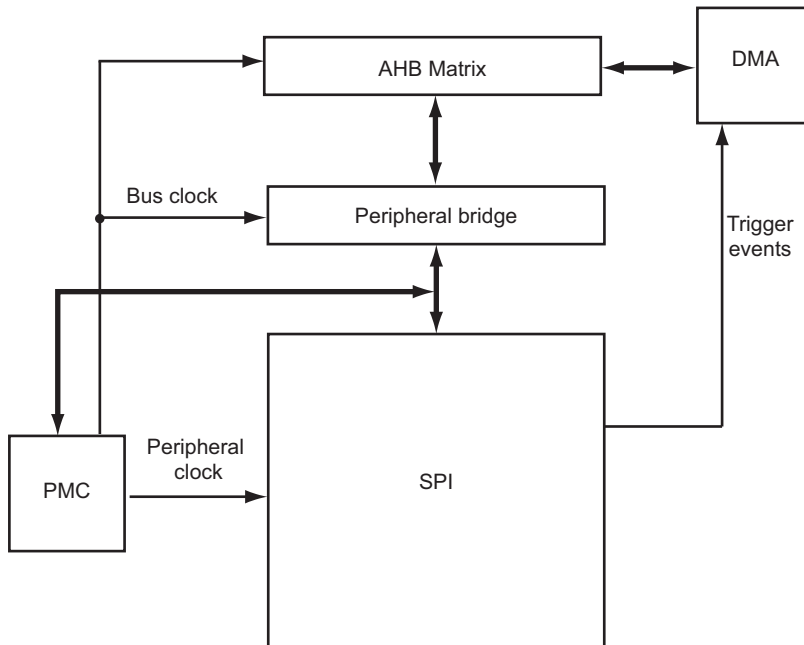 AHB Matrix
DMA
Bus clock
Peripheral bridge
Trigger
events
Peripheral
clock
PMC
SPI